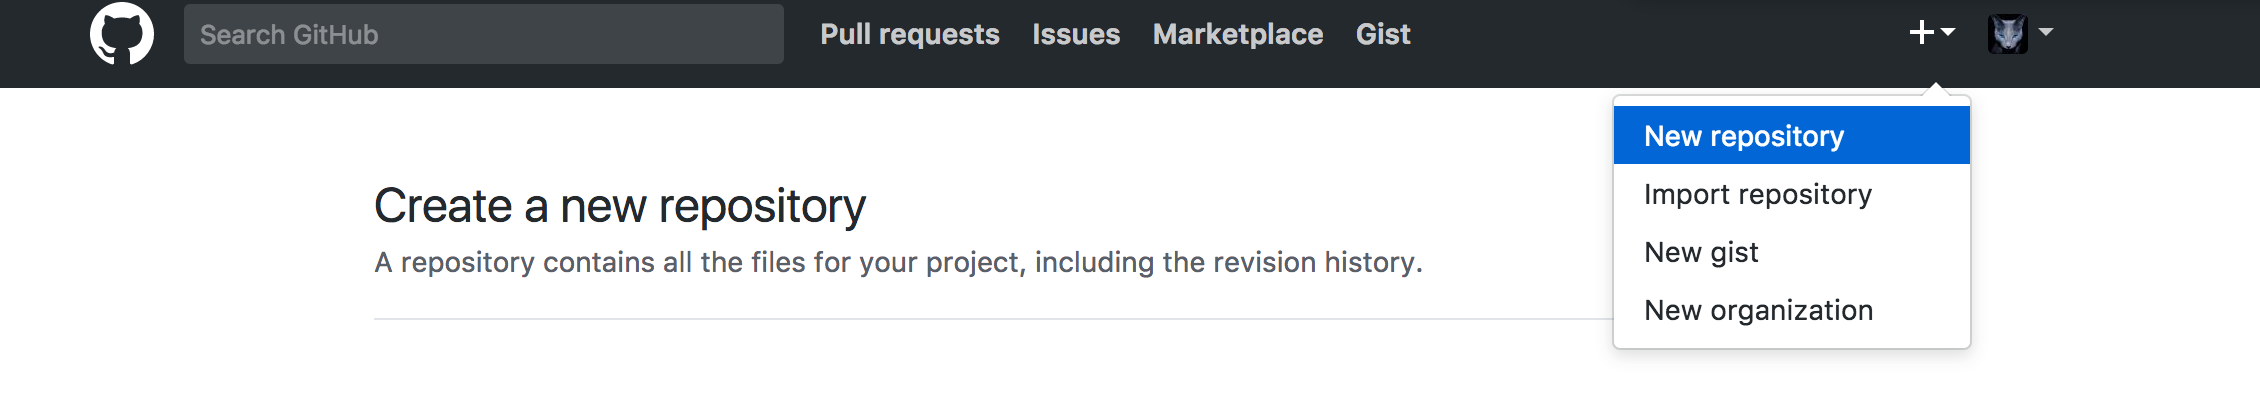 Search GitHub Pull requests Issues Marketplace Gist
New repository
Import repository
New gist
New organization
Create a new repository
A repository contains all the files for your project, including the revision history.